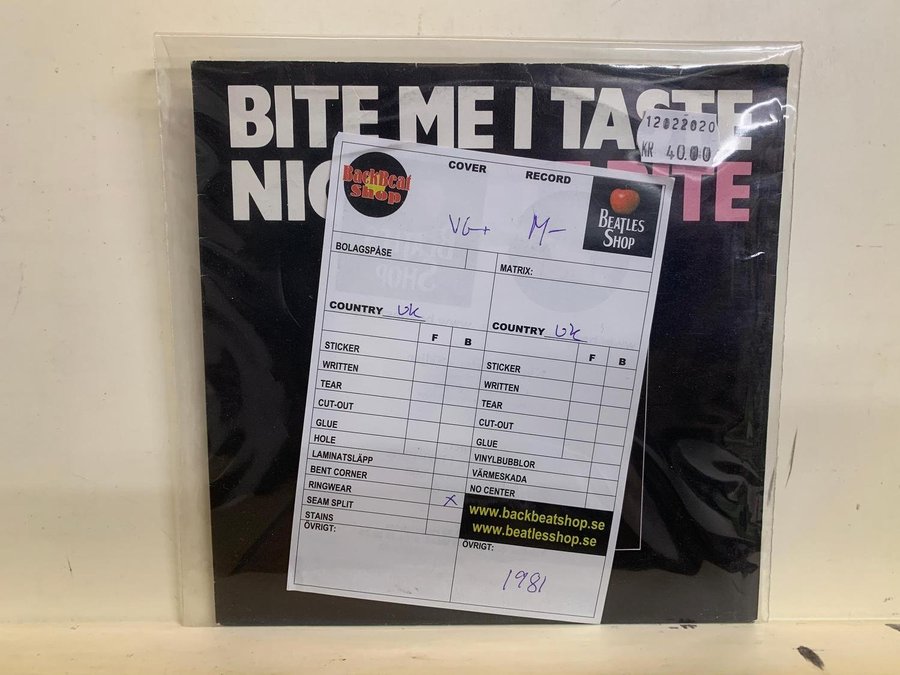 BITE ME I TASTE
NIC
BITE
12022020
KR 40.00
BackBeat
Shop
COVER
RECORD
BEATLES
SHOP
VG+
M-
BOLAGSPÅSE
MATRIX:
COUNTRY UK
COUNTRY UK
F B
F B
STICKER
STICKER
WRITTEN
WRITTEN
TEAR
TEAR
CUT-OUT
CUT-OUT
GLUE
GLUE
HOLE
VINYLBUBBLOR
LAMINATSLÄPP
VÄRMESKADA
BENT CORNER
NO CENTER
RINGWEAR X
SEAM SPLIT
www.backbeatshop.se
www.beatlesshop.se
STAINS
ÖVRIGT:
ÖVRIGT:
1981